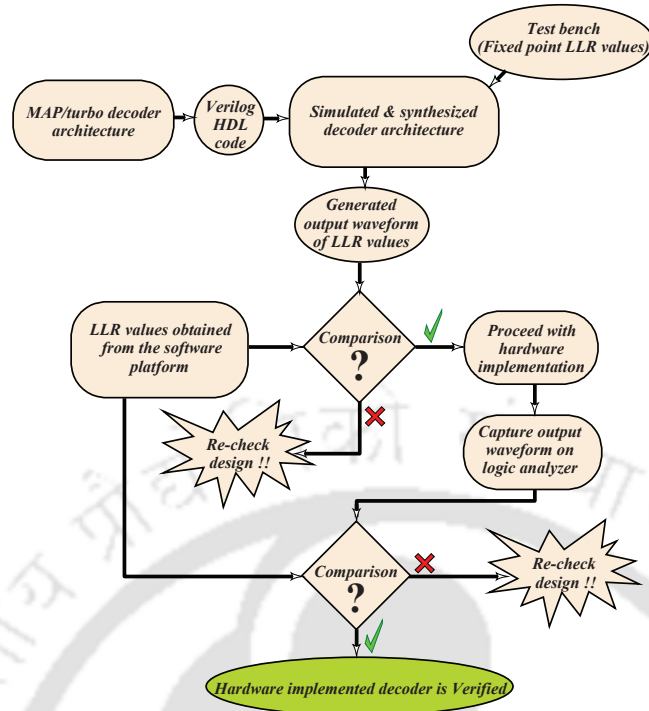 Test bench
(Fixed point LLR values)
MAP/turbo decoder
architecture
Verilog
HDL
code
Simulated & synthesized
decoder architecture
Generated
output waveform
of LLR values
LLR values obtained
from the software
platform
Comparison
?
Proceed with
hardware
implementation
Re-check
design !!
Capture output
waveform on
logic analyzer
Comparison
?
Re-check
design !!
Hardware implemented decoder is Verified